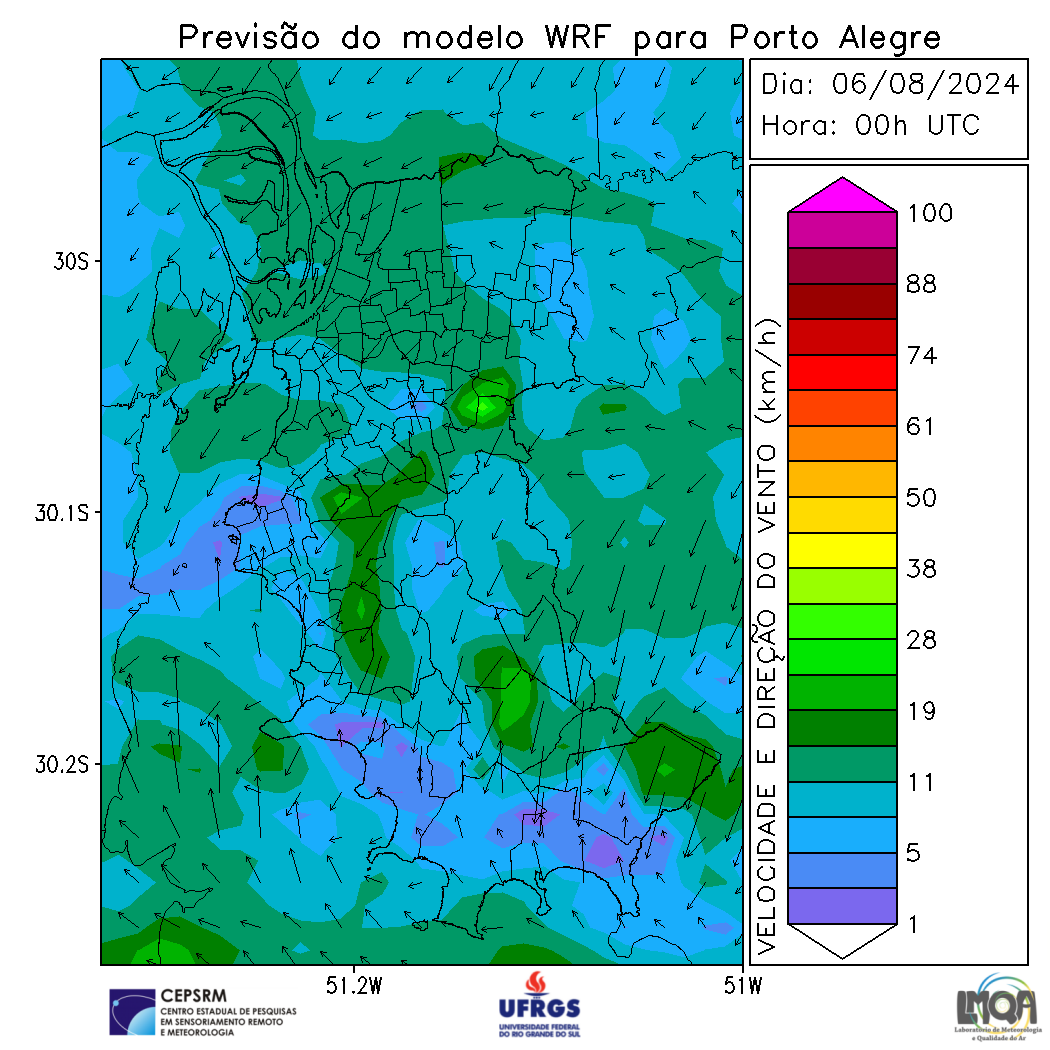 Previsão do modelo WRF para Porto Alegre
Dia: 06/08/2024
Hora: 00h UTC
30S
30.1S
30.2S
51.2W
51W
VELOCIDADE E DIREÇÃO DO VENTO (km/h)
100
88
74
61
50
38
28
19
11
5
1
CEPSRM
CENTRO ESTADUAL DE PESQUISAS
EM SENSORIAMENTO REMOTO
E METEOROLOGIA
UFRGS
UNIVERSIDADE FEDERAL
DO RIO GRANDE DO SUL
LMQA
Laboratório de Meteorologia
e Qualidade do Ar